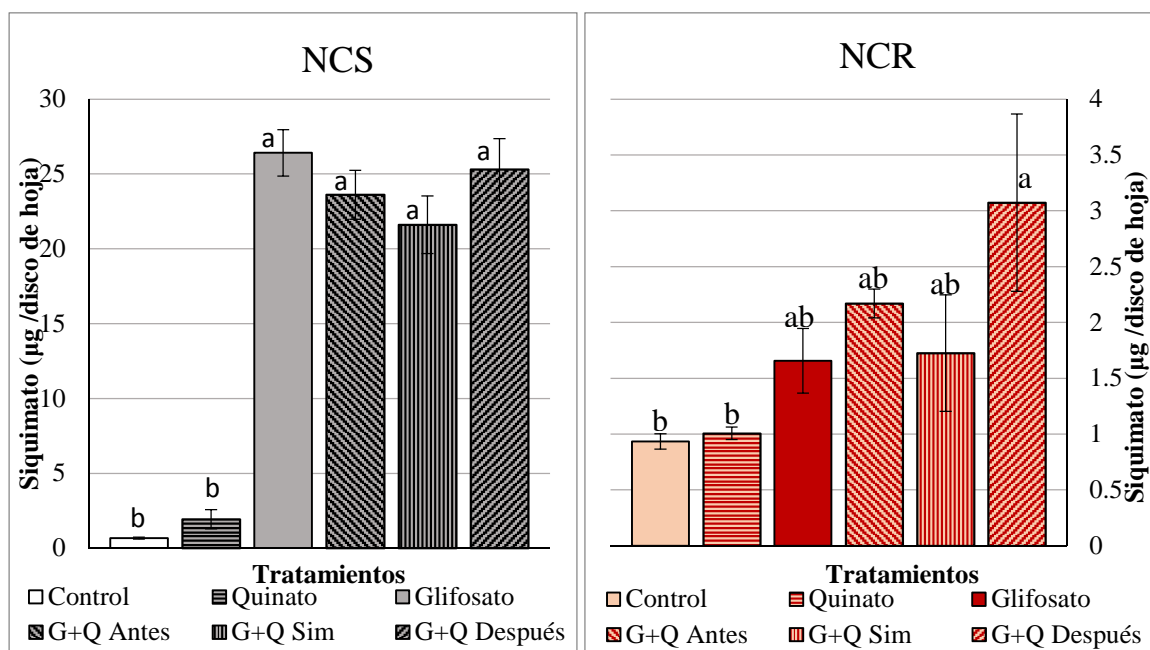 NCS
30
25
20
15
10
5
0
Siquimato (µg /disco de hoja)
b
b
a
a
a
a
Tratamientos
Control Quinato Glifosato
G+Q Antes G+Q Sim G+Q Después
NCR
4
3.5
3
2.5
2
1.5
1
0.5
0
Siquimato (µg /disco de hoja)
b
b
ab
ab
ab
a
Tratamientos
Control Quinato Glifosato
G+Q Antes G+Q Sim G+Q Después